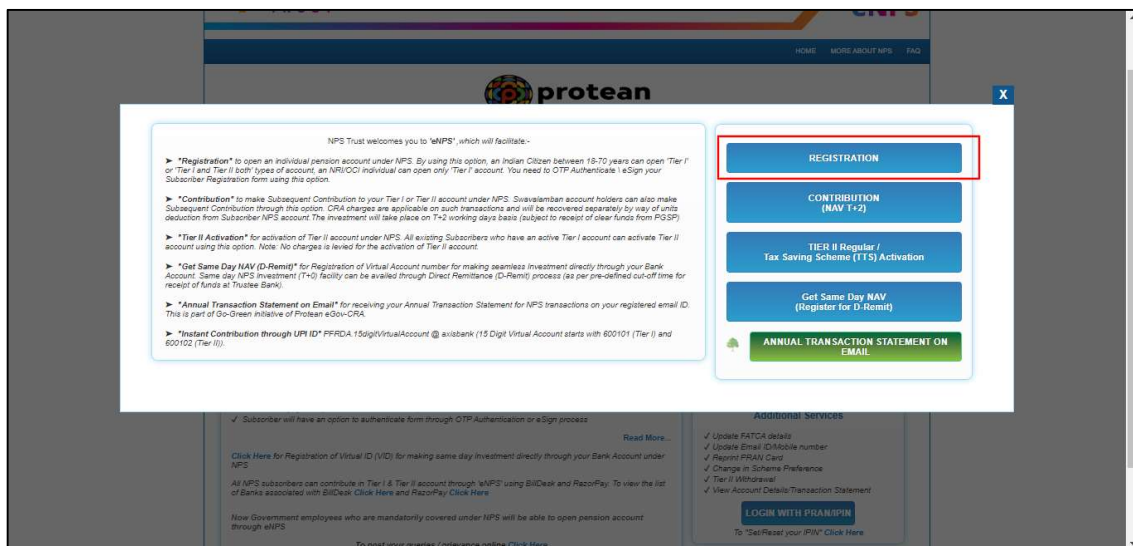 HOME MORE ABOUT NPS FAQ
protean
X
NPS Trust welcomes you to 'eNPS', which will facilitate:-
➤ "Registration" to open an individual pension account under NPS. By using this option, an Indian Citizen between 18-70 years can open 'Tier I'
or 'Tier I and Tier II both' types of account, an NRI/OCI individual can open only 'Tier I' account. You need to OTP Authenticate \ eSign your
Subscriber Registration form using this option.
➤ "Contribution" to make Subsequent Contribution to your Tier I or Tier II account under NPS. Swavalamban account holders can also make
Subsequent Contribution through this option. CRA charges are applicable on such transactions and will be recovered separately by way of units
deduction from Subscriber NPS account.The investment will take place on T+2 working days basis (subject to receipt of clear funds from PGSP)
➤ "Tier II Activation" for activation of Tier II account under NPS. All existing Subscribers who have an active Tier I account can activate Tier II
account using this option. Note: No charges is levied for the activation of Tier II account.
➤ "Get Same Day NAV (D-Remit)" for Registration of Virtual Account number for making seamless investment directly through your Bank
Account. Same day NPS Investment (T+0) facility can be availed through Direct Remittance (D-Remit) process (as per pre-defined cut-off time for
receipt of funds at Trustee Bank).
➤ "Annual Transaction Statement on Email" for receiving your Annual Transaction Statement for NPS transactions on your registered email ID.
This is part of Go-Green initiative of Protean eGov-CRA.
➤ "Instant Contribution through UPI ID" PFRDA.15digitVirtualAccount @ axisbank (15 Digit Virtual Account starts with 600101 (Tier I) and
600102 (Tier II)).
REGISTRATION
CONTRIBUTION
(NAV T+2)
TIER II Regular /
Tax Saving Scheme (TTS) Activation
Get Same Day NAV
(Register for D-Remit)
ANNUAL TRANSACTION STATEMENT ON
EMAIL
✓ Subscriber will have an option to authenticate form through OTP Authentication or eSign process
Read More...
Click Here for Registration of Virtual ID (VID) for making same day investment directly through your Bank Account under
NPS
All NPS subscribers can contribute in Tier I & Tier II account through 'eNPS' using BillDesk and RazorPay. To view the list
of Banks associated with BillDesk Click Here and RazorPay Click Here
Now Government employees who are mandatorily covered under NPS will be able to open pension account
through eNPS
To post your queries / grievance online Click Here
Additional Services
✓ Update FATCA details
✓ Update Email ID/Mobile number
✓ Reprint PRAN Card
✓ Change in Scheme Preference
✓ Tier II Withdrawal
✓ View Account Details/Transaction Statement
LOGIN WITH PRAN/IPIN
To "Set/Reset your IPIN" Click Here